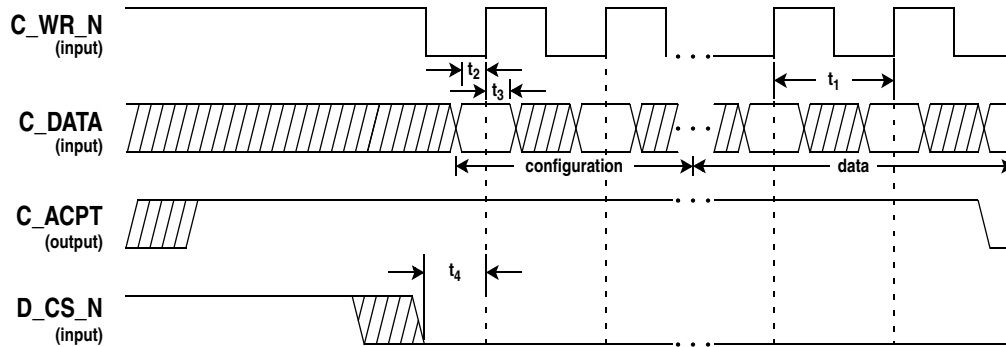 C_WR_N
(input)
t2
t3
t1
C_DATA
(input)
configuration
data
C_ACPT
(output)
t4
D_CS_N
(input)